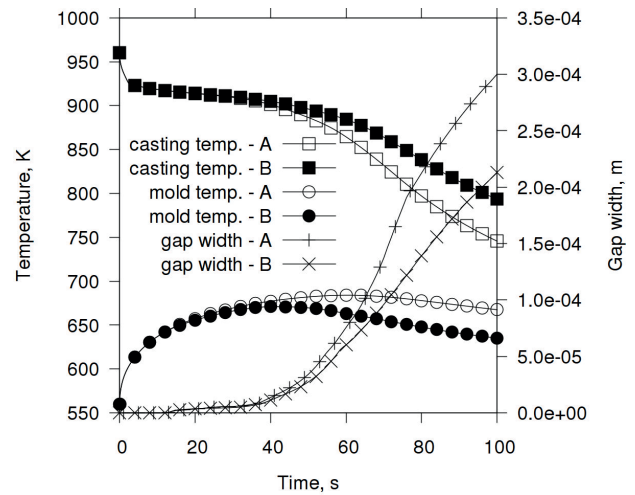 1000
950
900
850
800
750
700
650
600
550
3.5e-04
3.0e-04
2.5e-04
2.0e-04
1.5e-04
1.0e-04
5.0e-05
0.0e+00
0 20 40 60 80 100
Temperature, K
Gap width, m
Time, s
casting temp. - A
casting temp. - B
mold temp. - A
mold temp. - B
gap width - A
gap width - B